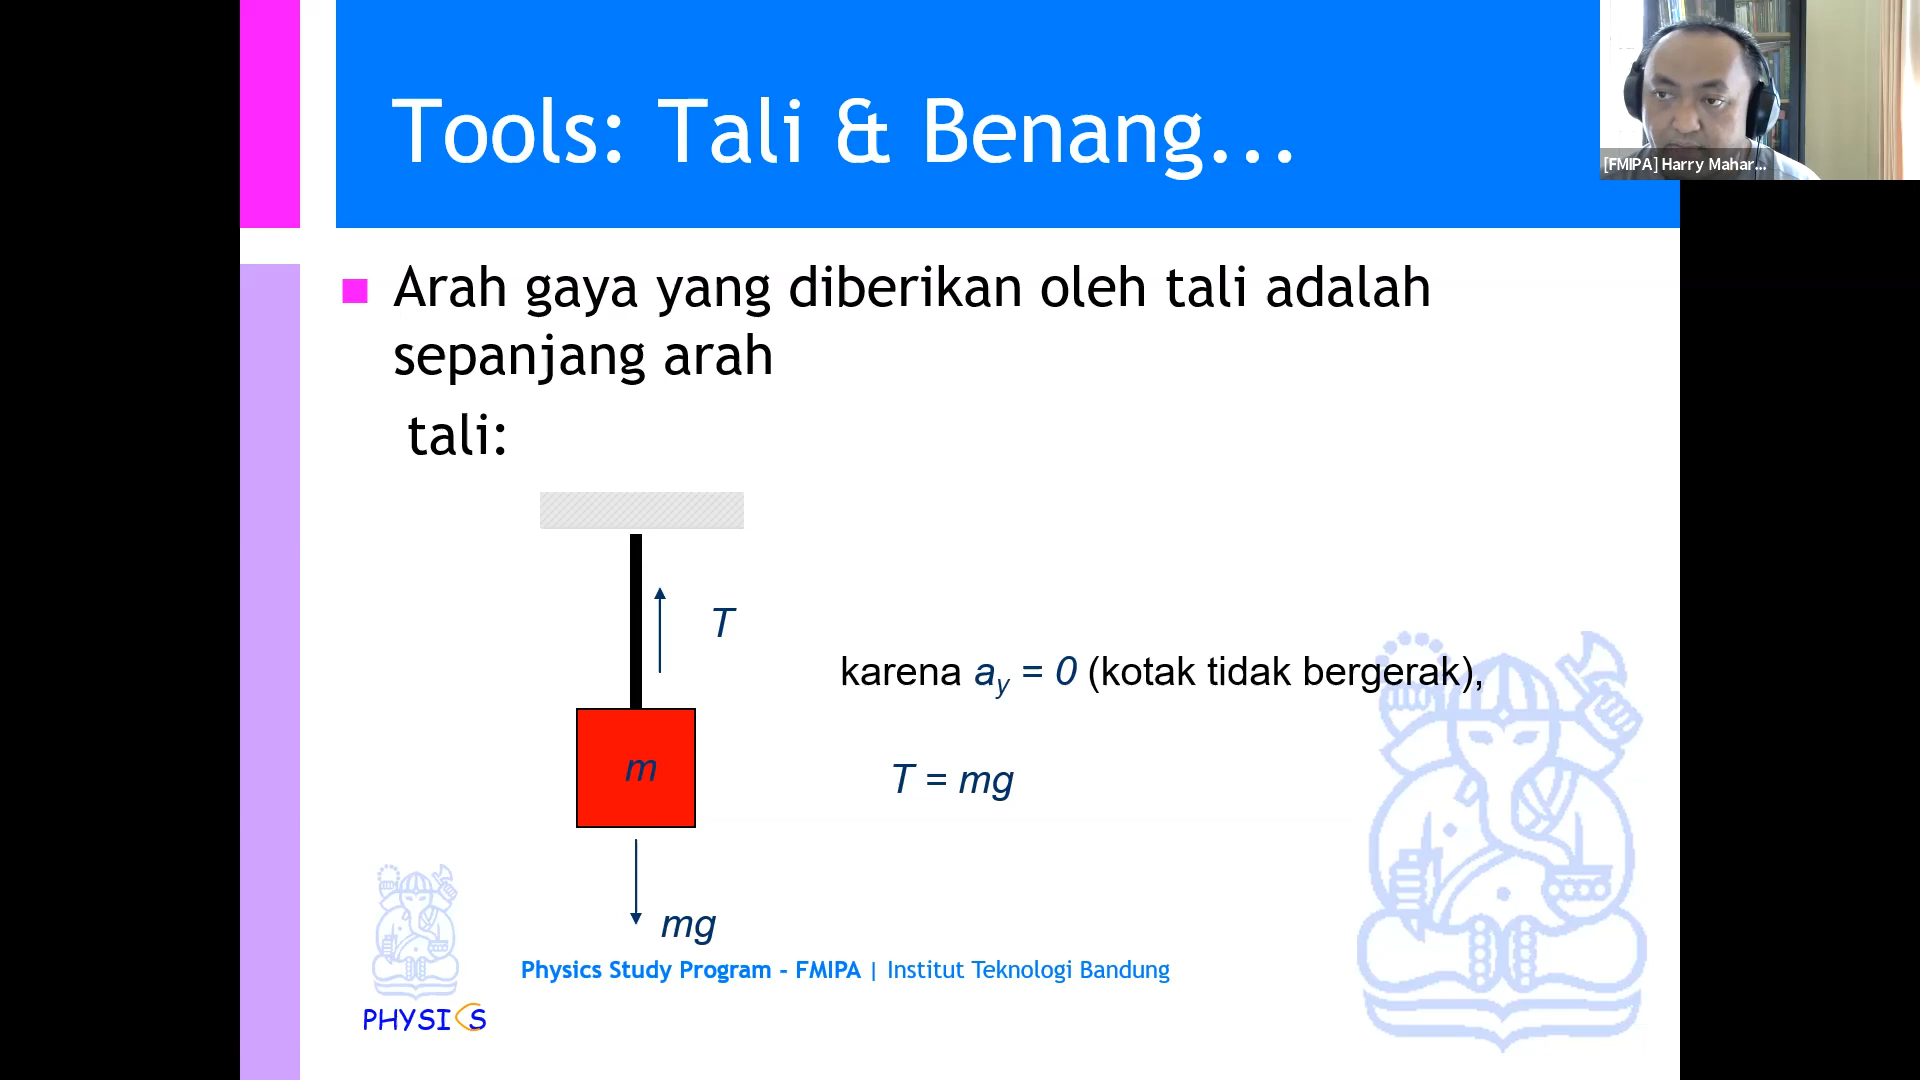 Tools: Tali & Benang...
[FMIPA] Harry Mahar...
Arah gaya yang diberikan oleh tali adalah
sepanjang arah
tali:
T
karena ay = 0 (kotak tidak bergerak),
m
T = mg
mg
Physics Study Program - FMIPA | Institut Teknologi Bandung
PHYSICS